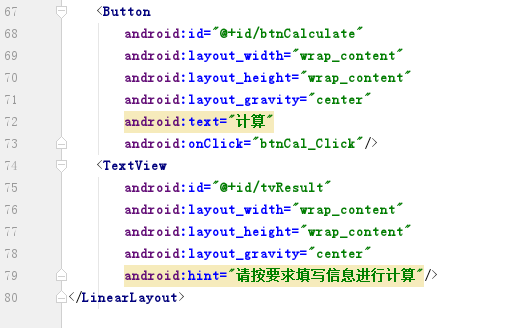 67 <Button
68 android:id="@+id/btnCalculate"
69 android:layout_width="wrap_content"
70 android:layout_height="wrap_content"
71 android:layout_gravity="center"
72 android:text="计算"
73 android:onClick="btnCal_Click"/>
74 <TextView
75 android:id="@+id/tvResult"
76 android:layout_width="wrap_content"
77 android:layout_height="wrap_content"
78 android:layout_gravity="center"
79 android:hint="请按要求填写信息进行计算"/>
80 </LinearLayout>